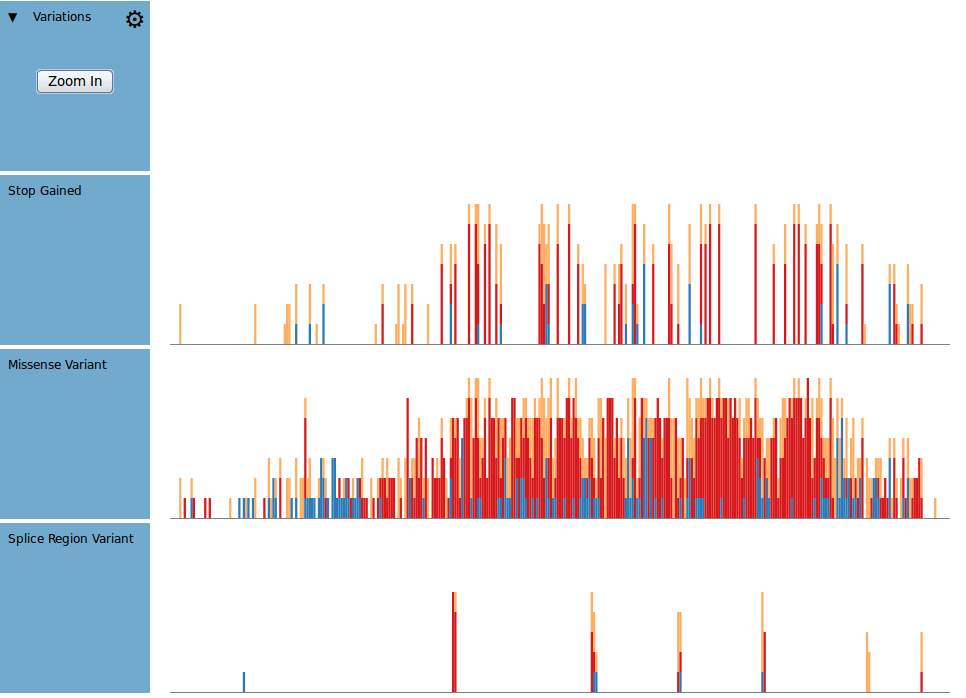 ▼ Variations
Zoom In
Stop Gained
Missense Variant
Splice Region Variant